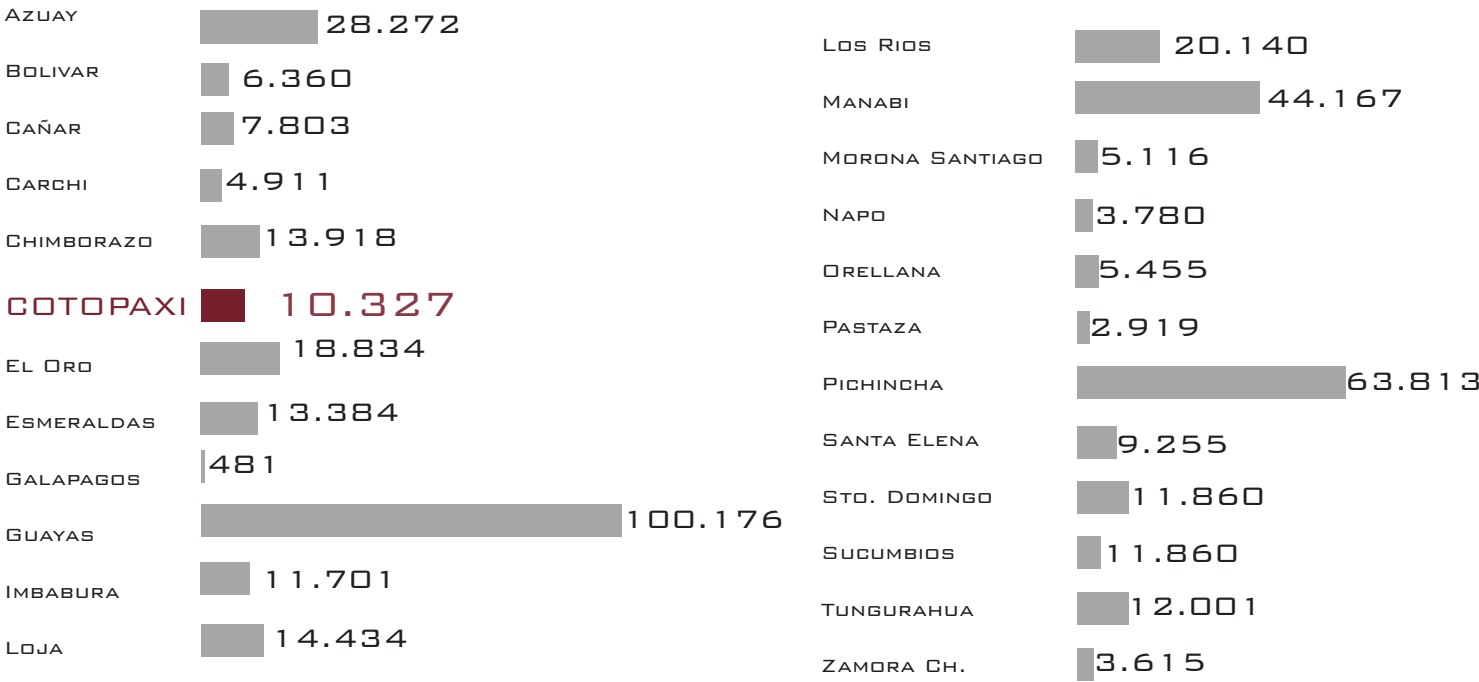 Azuay 28.272
Bolivar 6.360
Cañar 7.803
Carchi 4.911
Chimborazo 13.918
COTOPAXI 10.327
El Oro 18.834
Esmeraldas 13.384
Galapagos 481
Guayas 100.176
Imbabura 11.701
Loja 14.434
Los Rios 20.140
Manabi 44.167
Morona Santiago 5.116
Napo 3.780
Orellana 5.455
Pastaza 2.919
Pichincha 63.813
Santa Elena 9.255
Sto. Domingo 11.860
Sucumbios 11.860
Tungurahua 12.001
Zamora Ch. 3.615